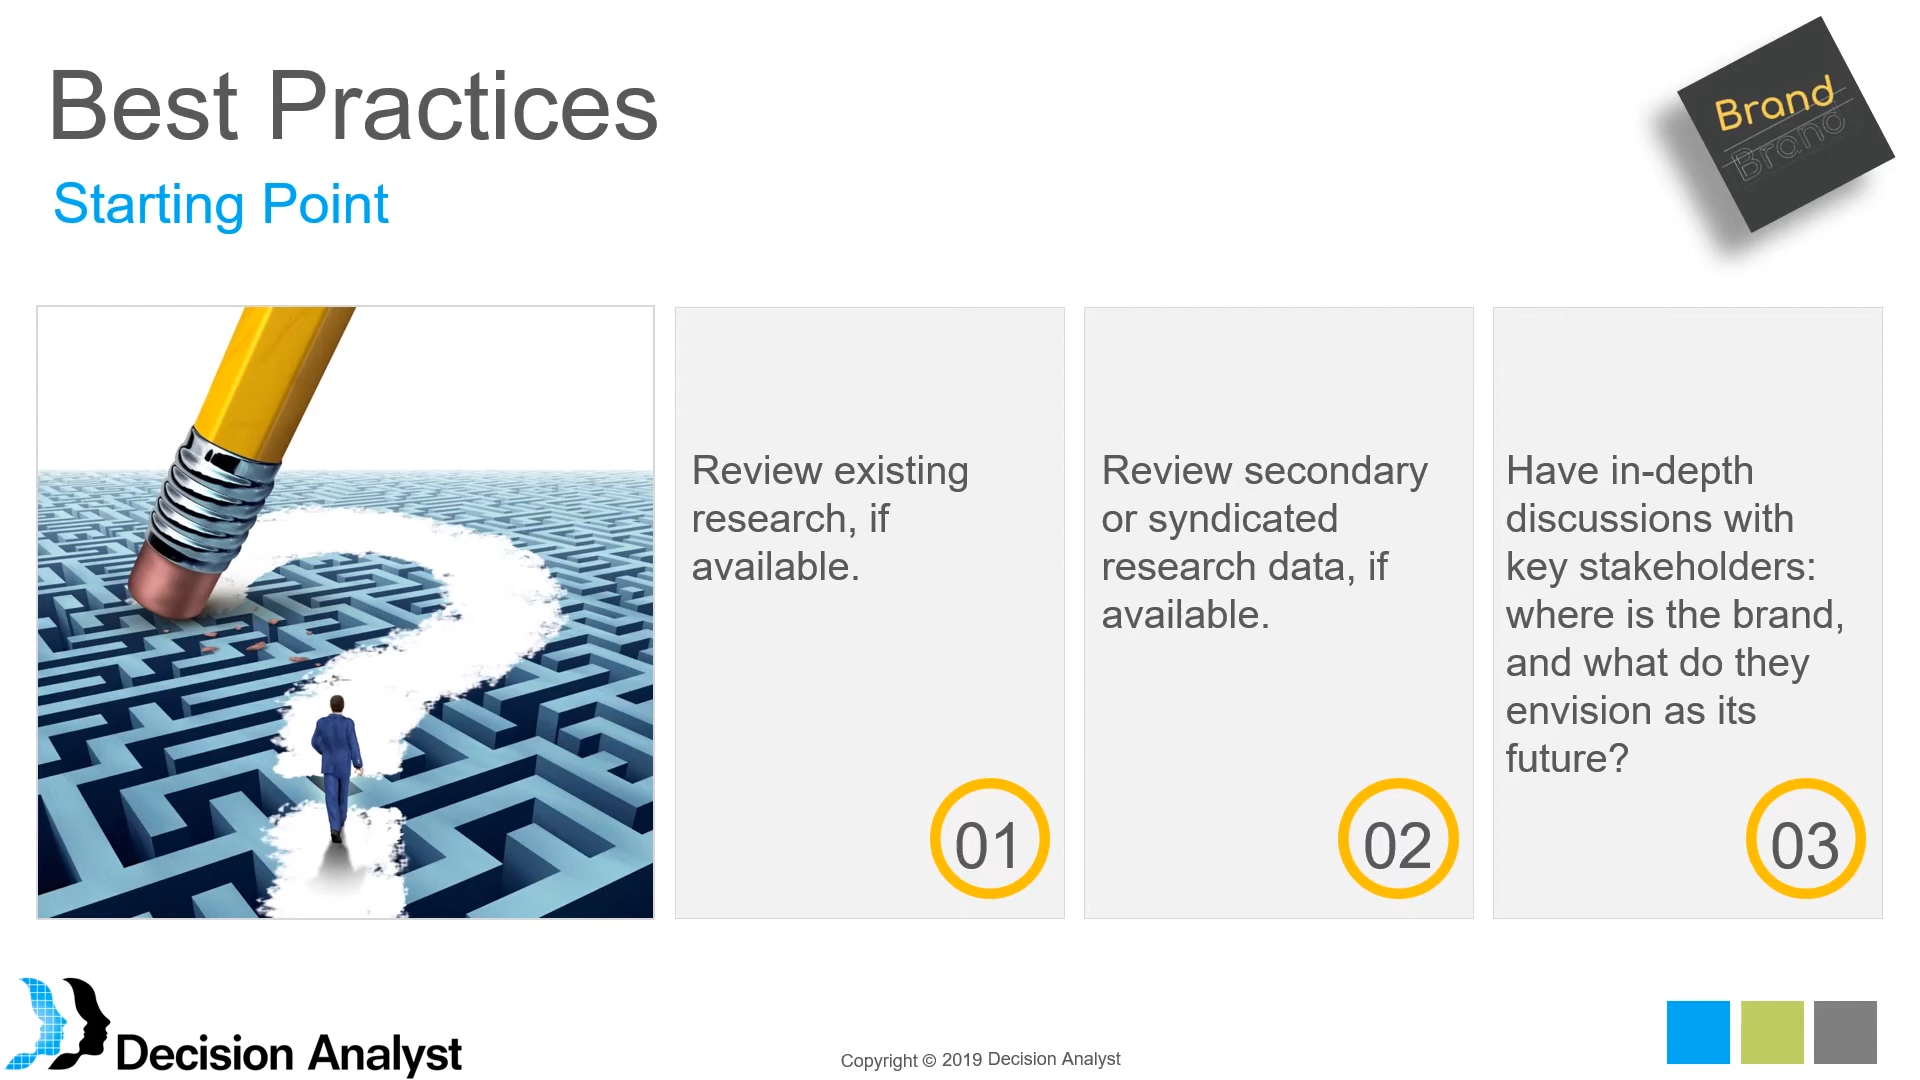 Best Practices
Starting Point
Brand
Brand
Review existing
research, if
available.
01
Review secondary
or syndicated
research data, if
available.
02
Have in-depth
discussions with
key stakeholders:
where is the brand,
and what do they
envision as its
future?
03
Decision Analyst
Copyright © 2019 Decision Analyst